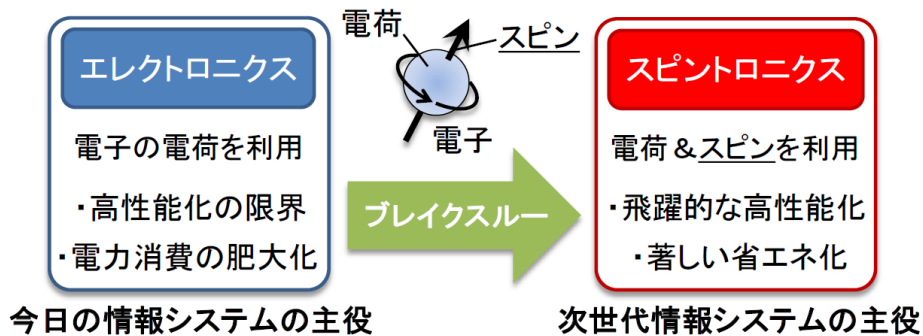 エレクトロニクス
電子の電荷を利用
・高性能化の限界
・電力消費の肥大化
今日の情報システムの主役
電荷
スピン
電子
ブレイクスルー
スピントロニクス
電荷&スピンを利用
・飛躍的な高性能化
・著しい省エネ化
次世代情報システムの主役